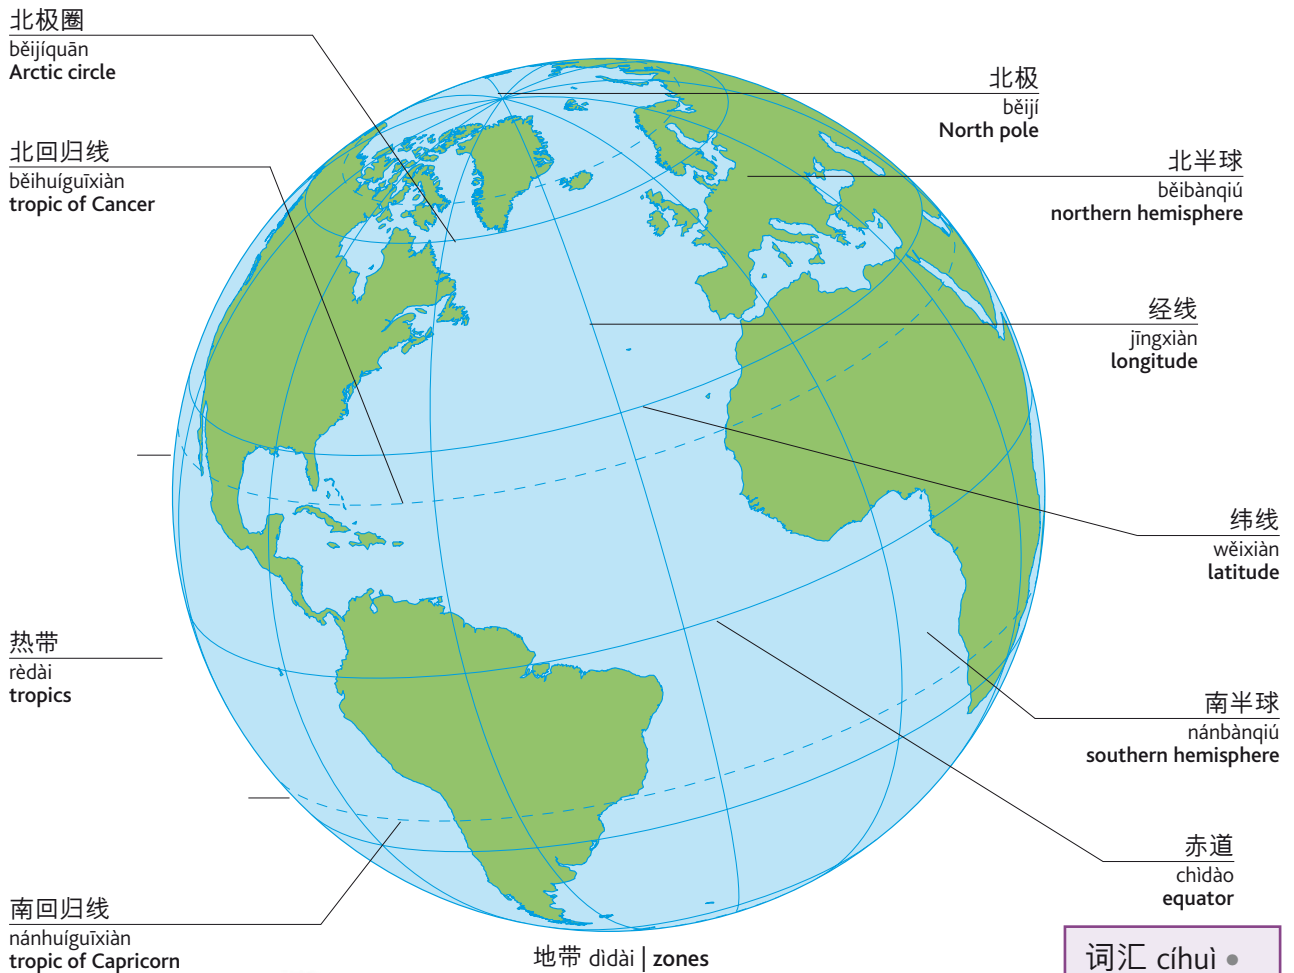 北极圈
běijíquān
Arctic circle
北极
běijí
North pole
北回归线
běihuíguīxiàn
tropic of Cancer
北半球
běibànqiú
northern hemisphere
经线
jīngxiàn
longitude
纬线
wěixiàn
latitude
热带
rèdài
tropics
南半球
nánbànqiú
southern hemisphere
赤道
chìdào
equator
南回归线
nánhuíguīxiàn
tropic of Capricorn
地带 dìdài | zones
词汇 cíhuì •